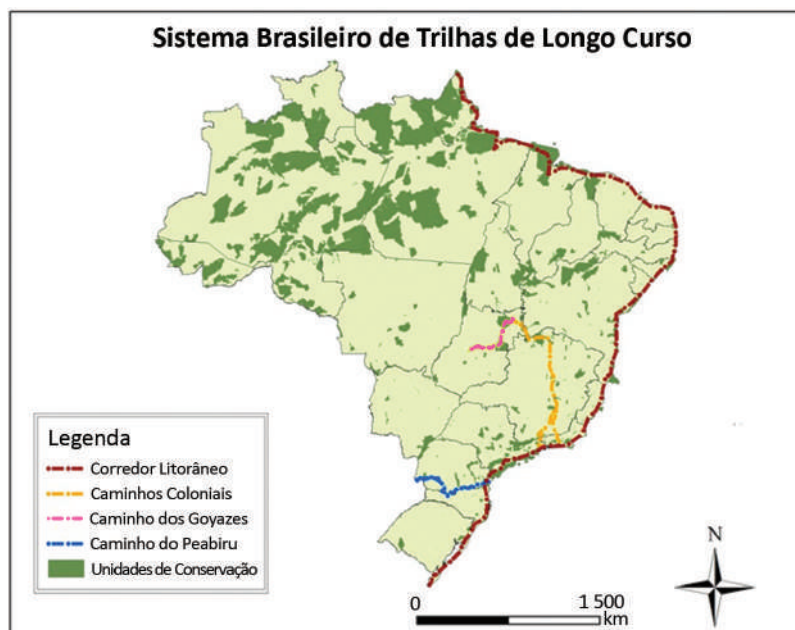 Sistema Brasileiro de Trilhas de Longo Curso
Legenda
Corredor Litorâneo
Caminhos Coloniais
Caminho dos Goyazes
Caminho do Peabiru
Unidades de Conservação
N
0 1 500
km